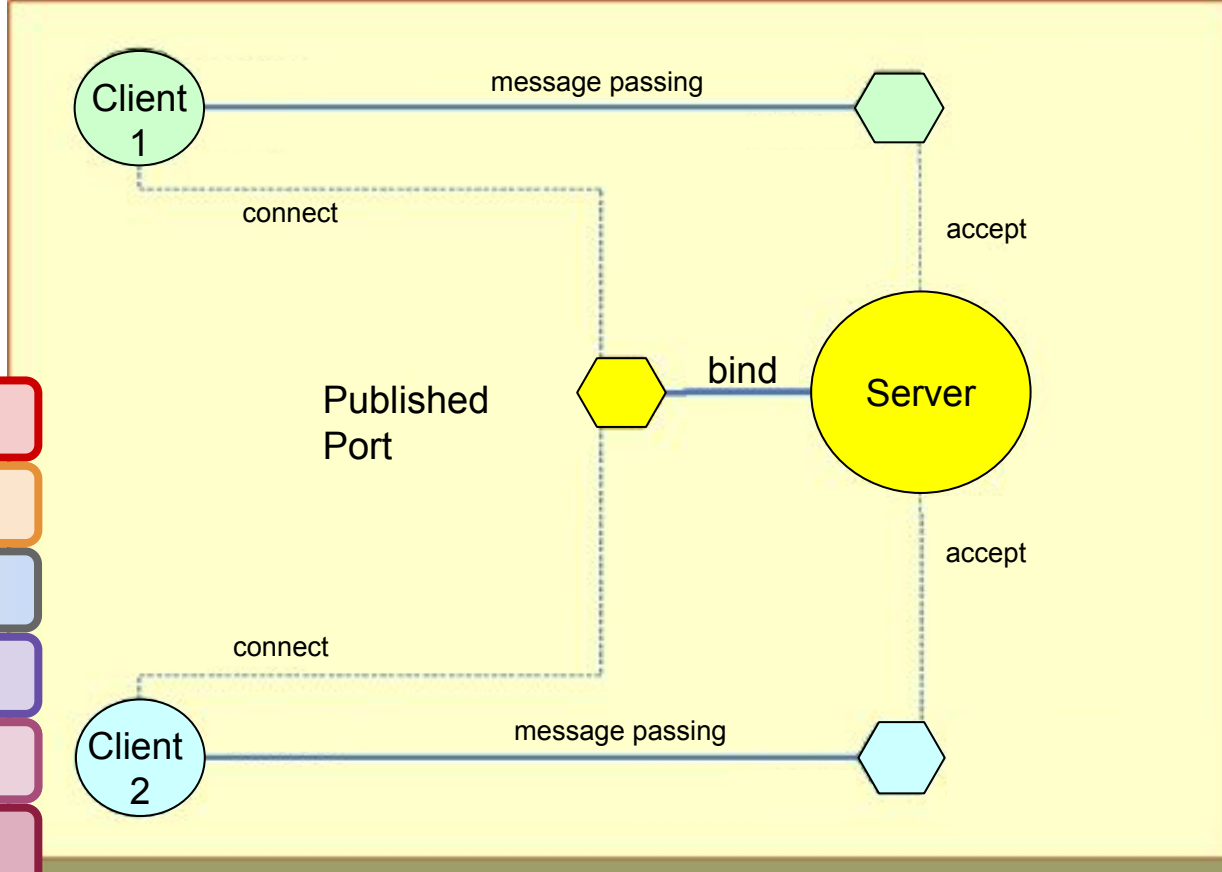 message passing
Client
1
connect
accept
bind
Published
Port
Server
accept
connect
message passing
Client
2